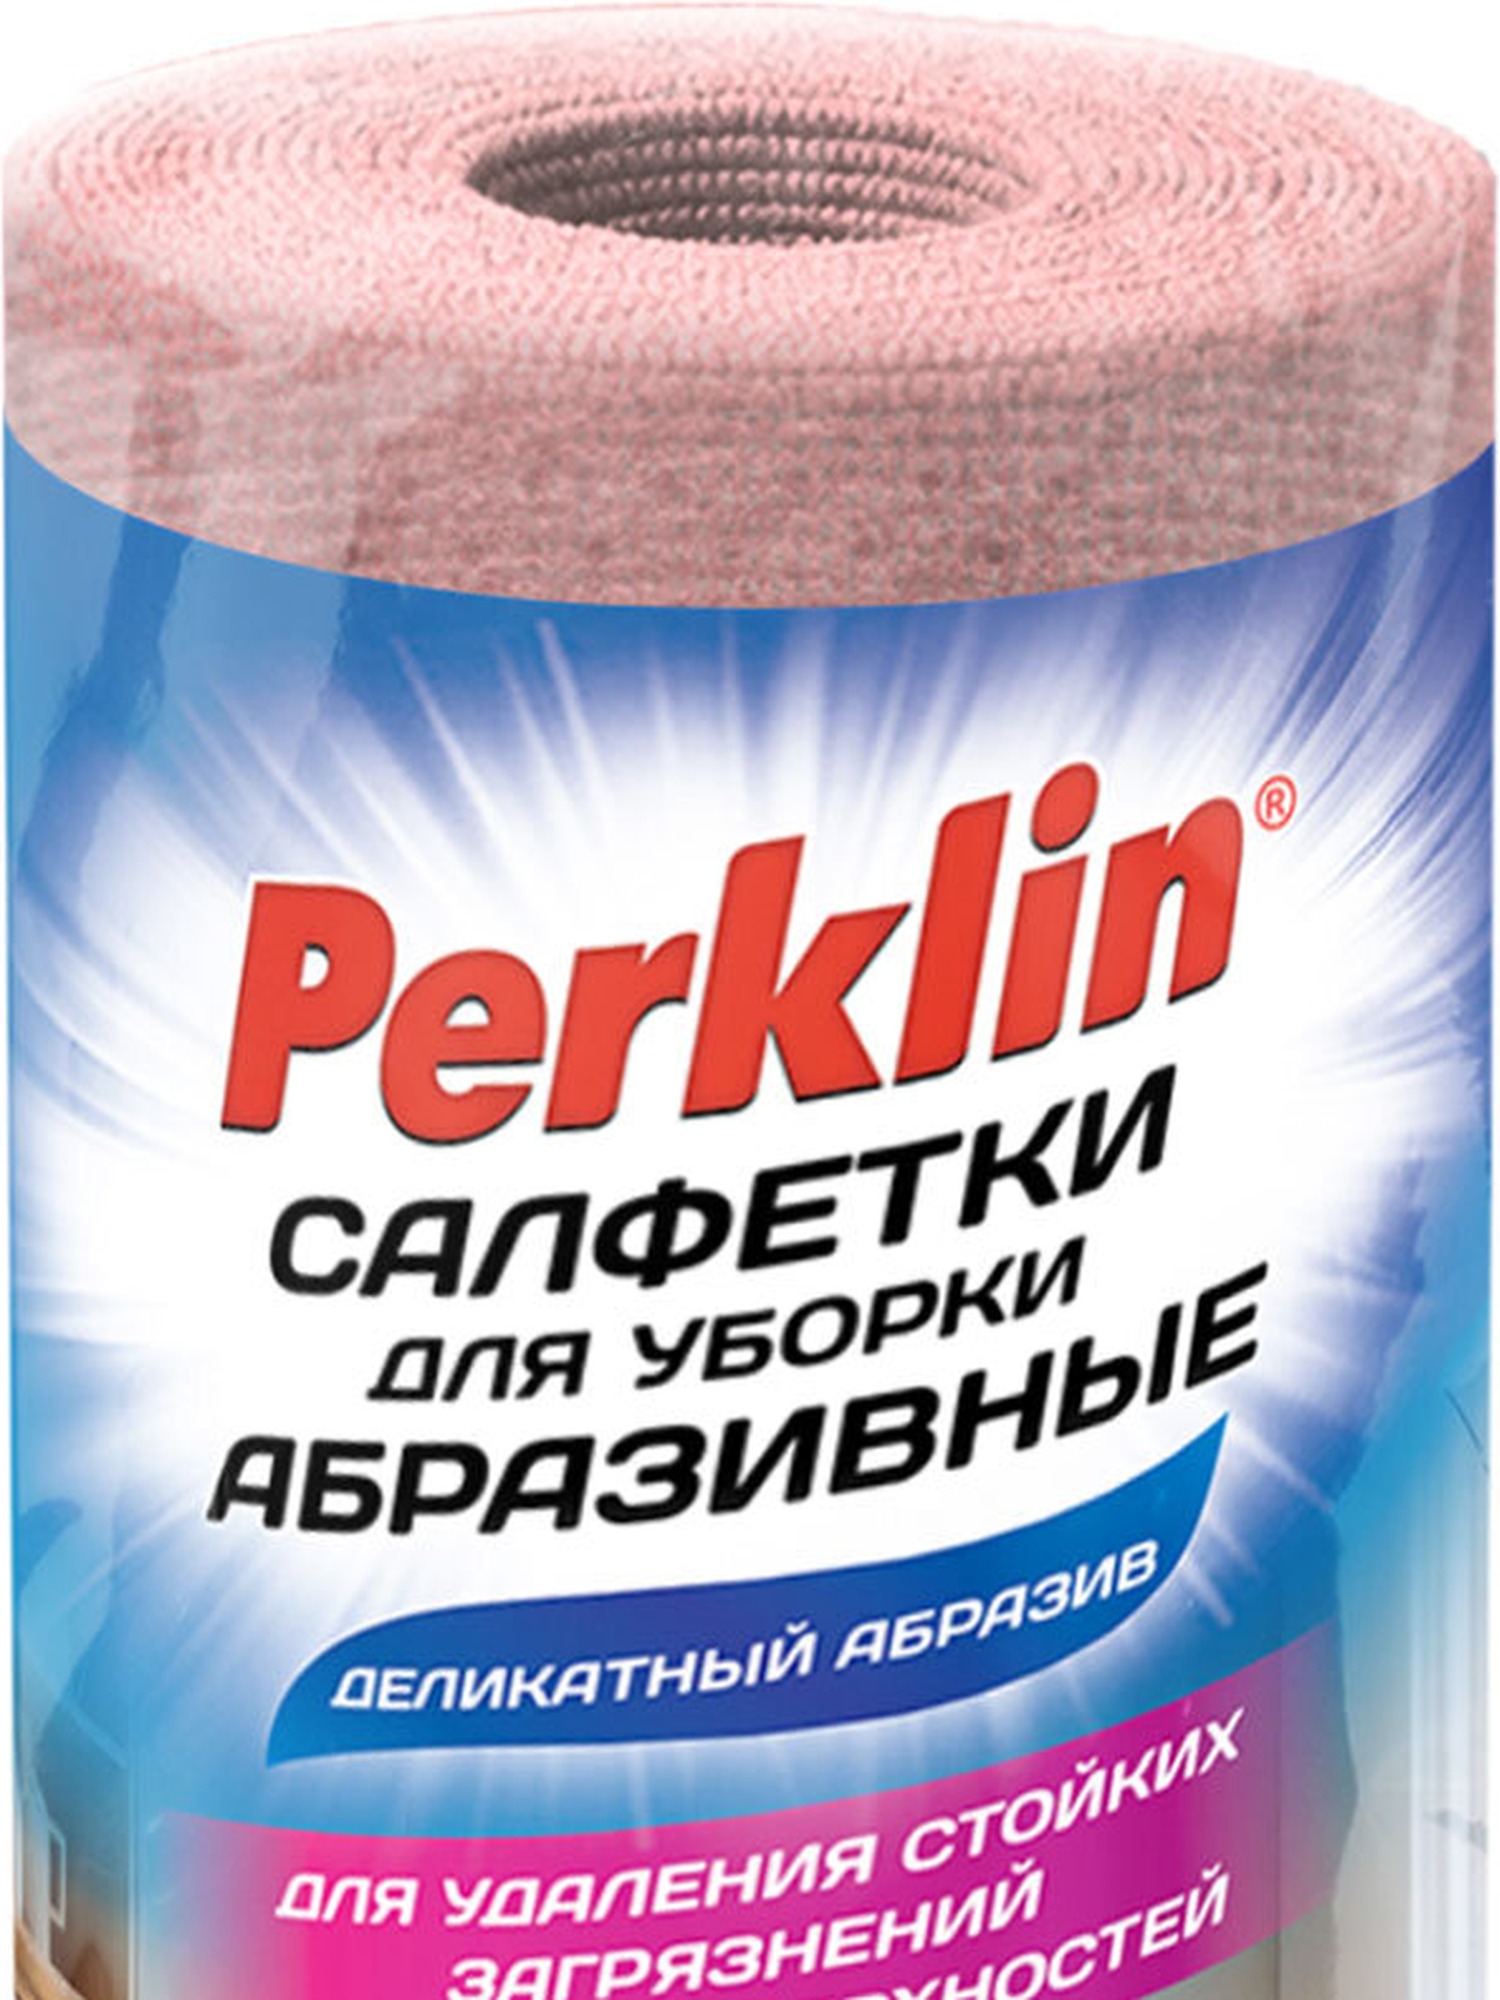 Perklin®
САЛФЕТКИ
ДЛЯ УБОРКИ
АБРАЗИВНЫЕ
ДЕЛИКАТНЫЙ АБРАЗИВ
ДЛЯ УДАЛЕНИЯ СТОЙКИХ
ЗАГРЯЗНЕНИЙ